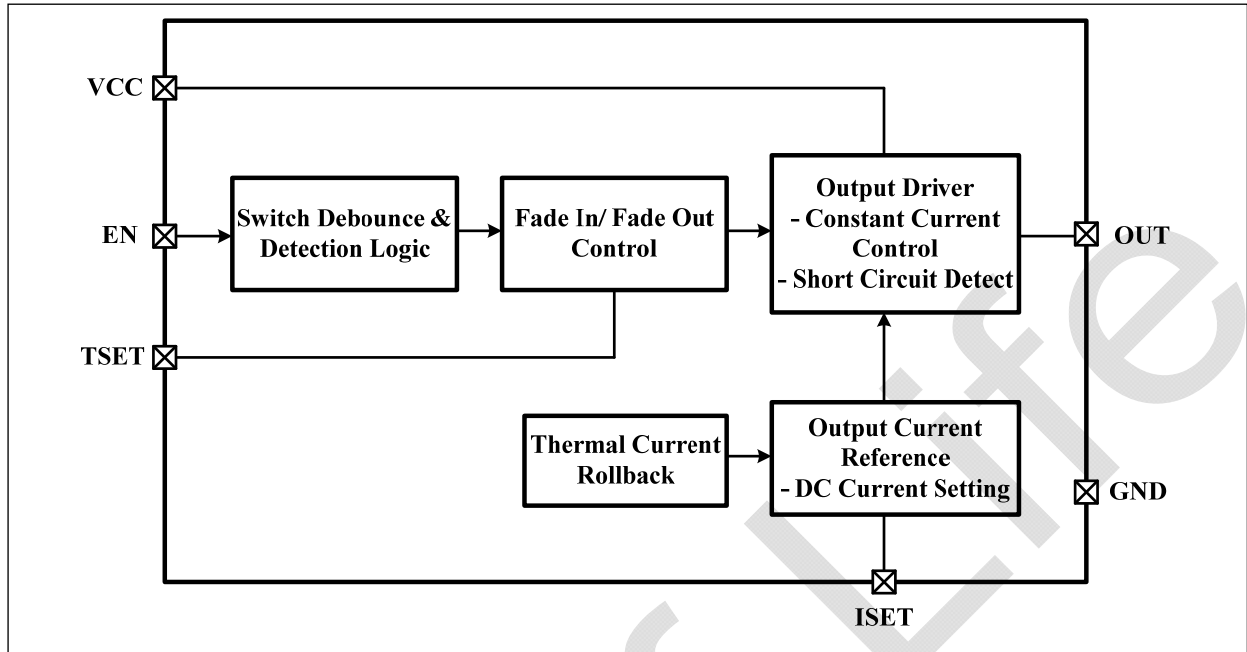 VCC
EN
TSET
Switch Debounce &
Detection Logic
Fade In/ Fade Out
Control
Output Driver
- Constant Current
Control
- Short Circuit Detect
OUT
Thermal Current
Rollback
Output Current
Reference
- DC Current Setting
GND
ISET
f Life